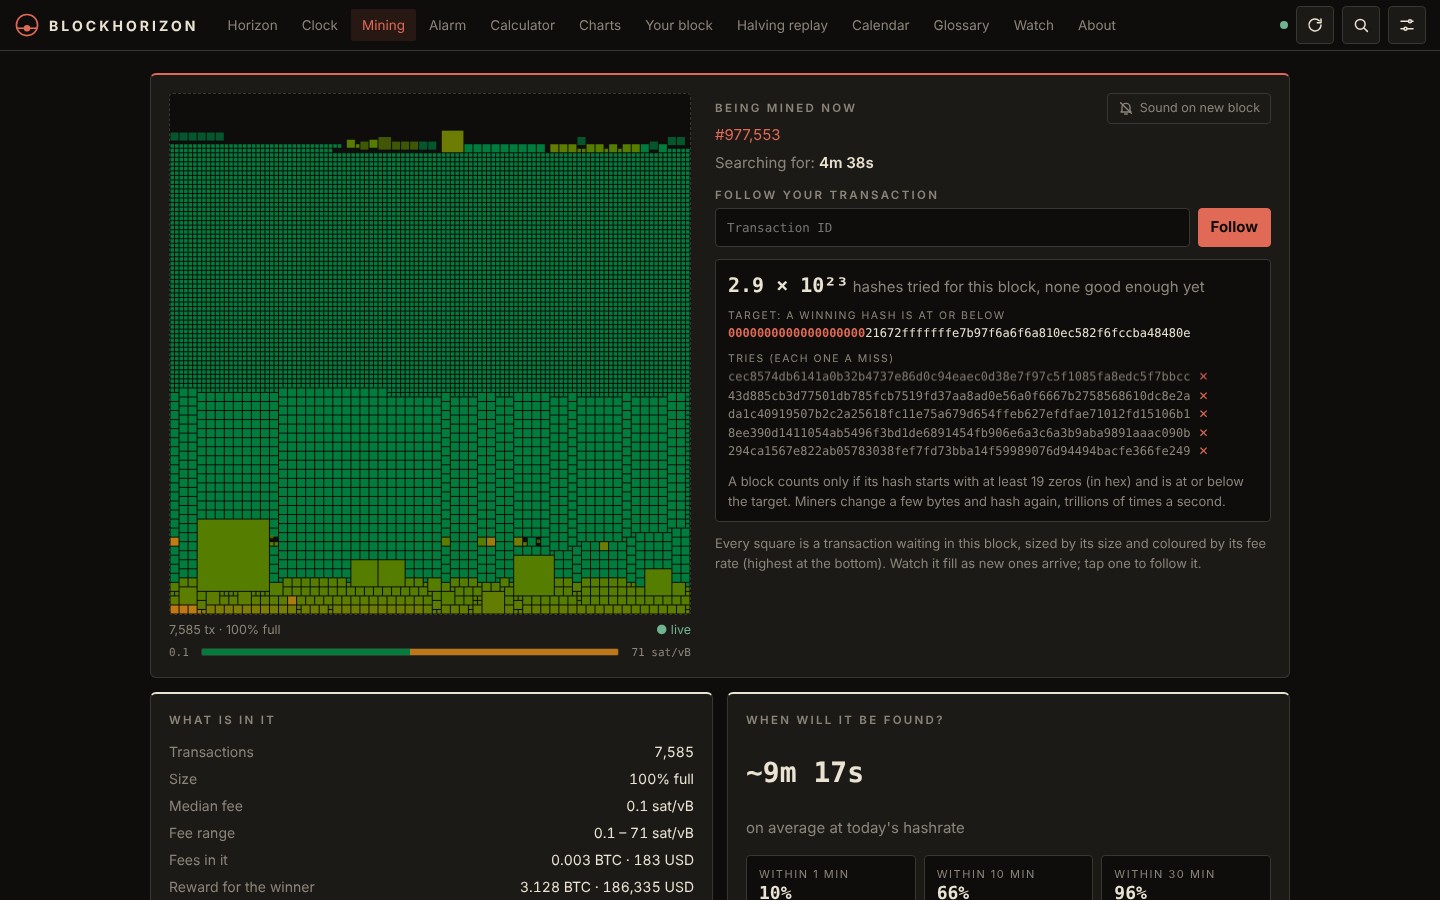 BLOCKHORIZON
Horizon
Clock
Mining
Alarm
Calculator
Charts
Your block
Halving replay
Calendar
Glossary
Watch
About
BEING MINED NOW
Sound on new block
#977,553
Searching for: 4m 38s
FOLLOW YOUR TRANSACTION
Transaction ID
Follow
2.9 × 10²³ hashes tried for this block, none good enough yet
TARGET: A WINNING HASH IS AT OR BELOW
000000000000000000021672fffffffe7b97f6a6f6a810ec582f6fccba48480e
TRIES (EACH ONE A MISS)
cec8574db6141a0b32b4737e86d0c94eaec0d38e7f97c5f1085fa8edc5f7bbcc ×
43d885cb3d77501db785fcb7519fd37aa8ad0e56a0f6667b2758568610dc8e2a ×
da1c40919507b2c2a25618fc11e75a679d654ffeb627efdfae71012fd15106b1 ×
8ee390d1411054ab5496f3bd1de6891454fb906e6a3c6a3b9aba9891aaac090b ×
294ca1567e822ab05783038fef7fd73bba14f59989076d94494bacfe366fe249 ×
A block counts only if its hash starts with at least 19 zeros (in hex) and is at or below
the target. Miners change a few bytes and hash again, trillions of times a second.
Every square is a transaction waiting in this block, sized by its size and coloured by its fee
rate (highest at the bottom). Watch it fill as new ones arrive; tap one to follow it.
7,585 tx · 100% full
live
0.1
71 sat/vB
WHAT IS IN IT
Transactions 7,585
Size 100% full
Median fee 0.1 sat/vB
Fee range 0.1 – 71 sat/vB
Fees in it 0.003 BTC · 183 USD
Reward for the winner 3.128 BTC · 186,335 USD
WHEN WILL IT BE FOUND?
~9m 17s
on average at today's hashrate
WITHIN 1 MIN
10%
WITHIN 10 MIN
66%
WITHIN 30 MIN
96%